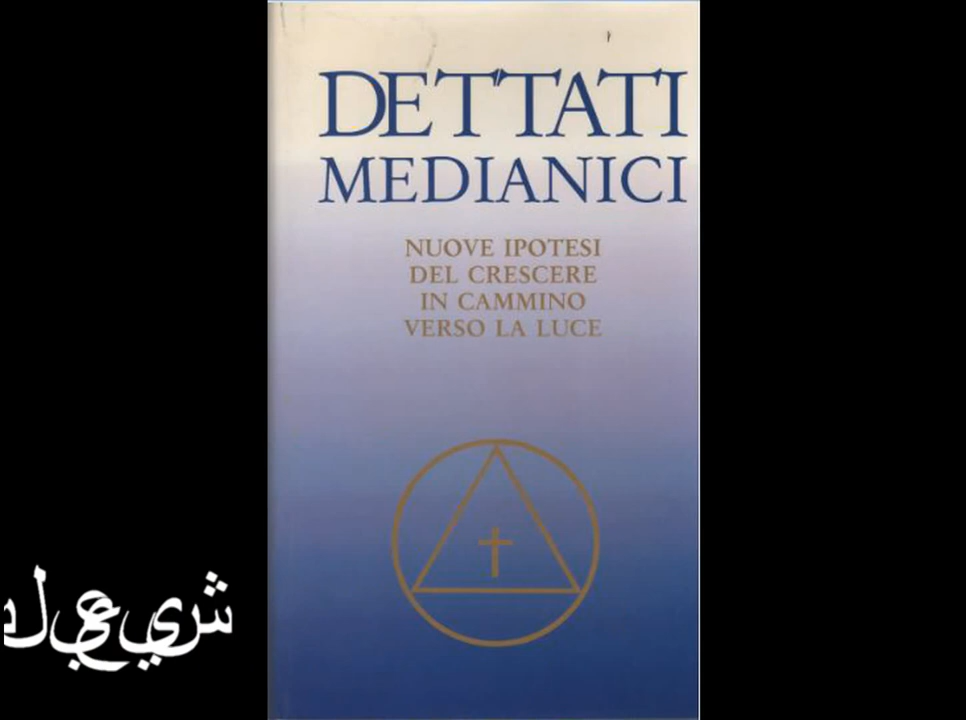 DETTATI
MEDIANICI
NUOVE IPOTESI
DEL CRESCERE
IN CAMMINO
VERSO LA LUCE